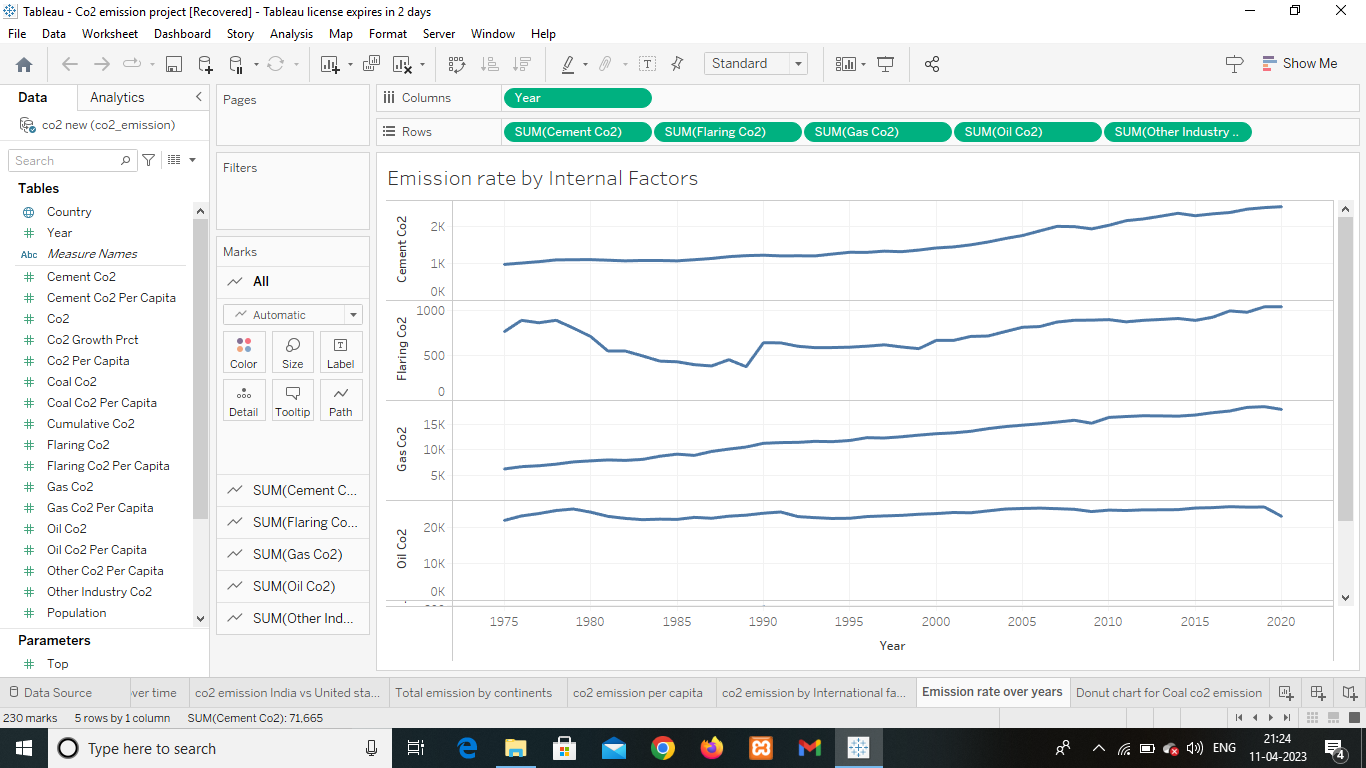 Tableau - Co2 emission project [Recovered] - Tableau license expires in 2 days
File Data Worksheet Dashboard Story Analysis Map Format Server Window Help
Standard
Show Me
Data
Analytics
co2 new (co2_emission)
Search
Tables
Country
Year
Abc Measure Names
Cement Co2
Cement Co2 Per Capita
Co2
Co2 Growth Prct
Co2 Per Capita
Coal Co2
Coal Co2 Per Capita
Cumulative Co2
Flaring Co2
Flaring Co2 Per Capita
Gas Co2
Gas Co2 Per Capita
Oil Co2
Oil Co2 Per Capita
Other Co2 Per Capita
Other Industry Co2
Population
Parameters
Top
Pages
Filters
Marks
All
Automatic
Color Size Label
Detail Tooltip Path
SUM(Cement C...
SUM(Flaring Co...
SUM(Gas Co2)
SUM(Oil Co2)
SUM(Other Ind...
Columns
Year
Rows
SUM(Cement Co2) SUM(Flaring Co2) SUM(Gas Co2) SUM(Oil Co2) SUM(Other Industry ..
Emission rate by Internal Factors
Cement Co2
2K
1K
0K
Flaring Co2
1000
500
0
Gas Co2
15K
10K
5K
Oil Co2
20K
10K
0K
1975 1980 1985 1990 1995 2000 2005 2010 2015 2020
Year
Data Source
ver time
co2 emission India vs United sta...
Total emission by continents
co2 emission per capita
co2 emission by International fa...
Emission rate over years
Donut chart for Coal co2 emission
230 marks 5 rows by 1 column SUM(Cement Co2): 71,665
Type here to search
ENG
21:24
11-04-2023
4